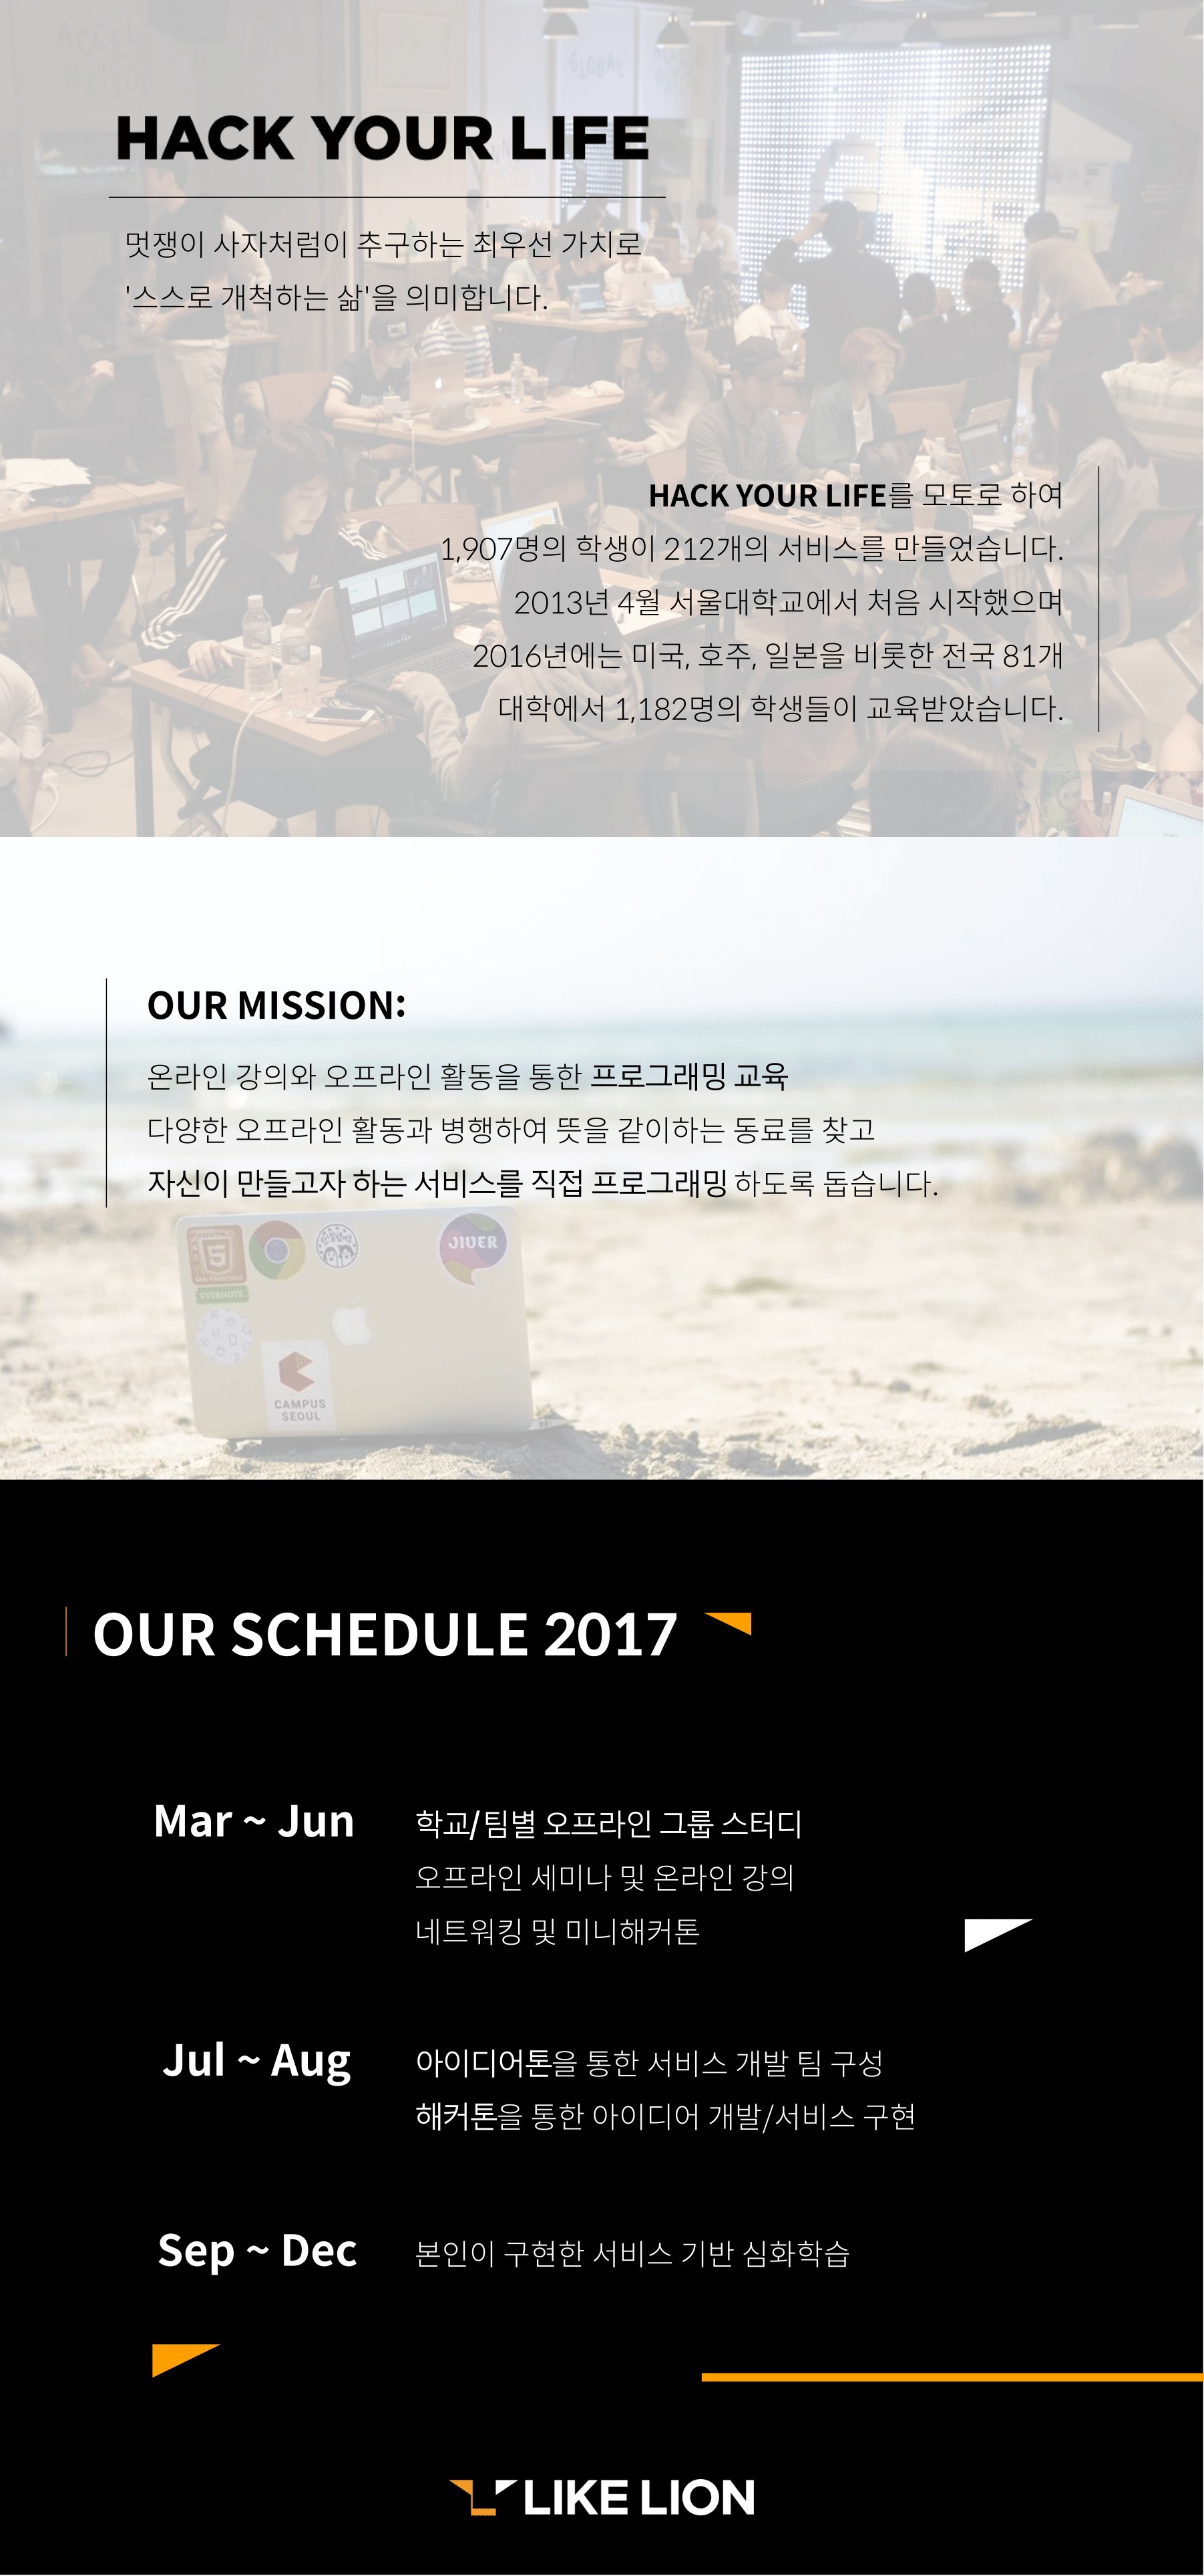 GLOBAL
HACK YOUR LIFE
멋쟁이 사자처럼이 추구하는 최우선 가치로
'스스로 개척하는 삶'을 의미합니다.
HACK YOUR LIFE를 모토로 하여
1,907명의 학생이 212개의 서비스를 만들었습니다.
2013년 4월 서울대학교에서 처음 시작했으며
2016년에는 미국, 호주, 일본을 비롯한 전국 81개
대학에서 1,182명의 학생들이 교육받았습니다.
OUR MISSION:
온라인 강의와 오프라인 활동을 통한 프로그래밍 교육
다양한 오프라인 활동과 병행하여 뜻을 같이하는 동료를 찾고
자신이 만들고자 하는 서비스를 직접 프로그래밍 하도록 돕습니다.
JIVER
5
SAN FRANCISCO
EVERNOTE
CAMPUS
SEOUL
OUR SCHEDULE 2017
Mar ~ Jun 학교/팀별 오프라인 그룹 스터디
오프라인 세미나 및 온라인 강의
네트워킹 및 미니해커톤
Jul ~ Aug 아이디어톤을 통한 서비스 개발 팀 구성
해커톤을 통한 아이디어 개발/서비스 구현
Sep ~ Dec 본인이 구현한 서비스 기반 심화학습
LIKE LION